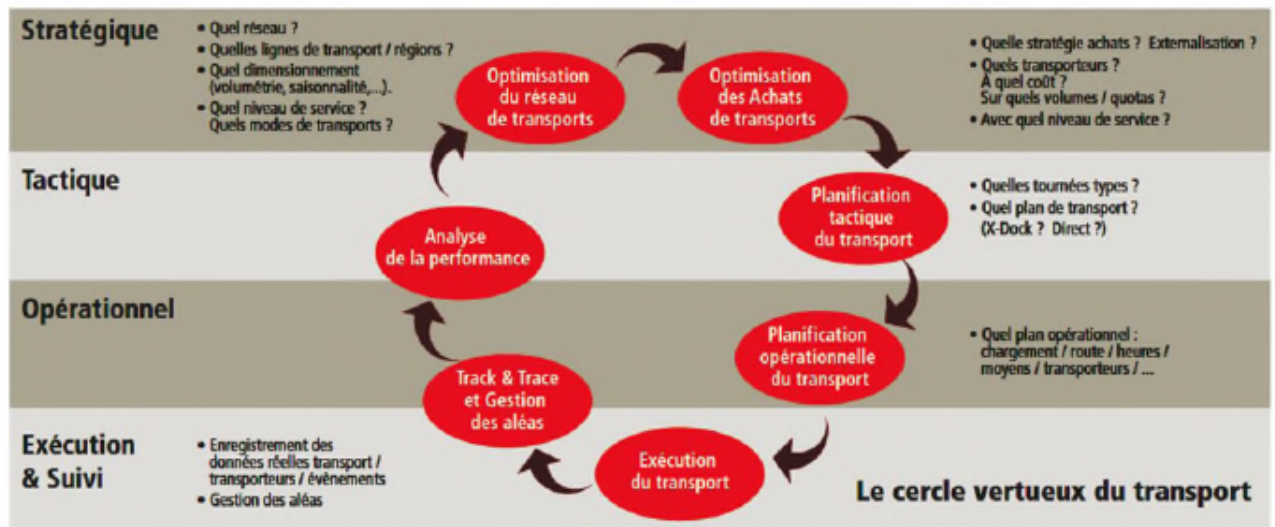 Stratégique
• Quel réseau ?
• Quelles lignes de transport / régions ?
• Quel dimensionnement
(volumétrie, saisonnalité,...).
• Quel niveau de service ?
Quels modes de transports ?
Optimisation
du réseau
de transports
Optimisation
des Achats
de transports
• Quelle stratégie achats ? Externalisation ?
• Quels transporteurs ?
À quel coût ?
Sur quels volumes / quotas ?
• Avec quel niveau de service ?
Tactique
Analyse
de la performance
Planification
tactique
du transport
• Quelles tournées types ?
• Quel plan de transport ?
(X-Dock ? Direct ?)
Opérationnel
Track & Trace
et Gestion
des aléas
Planification
opérationnelle
du transport
• Quel plan opérationnel :
chargement / route / heures /
moyens / transporteurs / ...
Exécution
& Suivi
• Enregistrement des
données réelles transport /
transporteurs / évènements
• Gestion des aléas
Exécution
du transport
Le cercle vertueux du transport